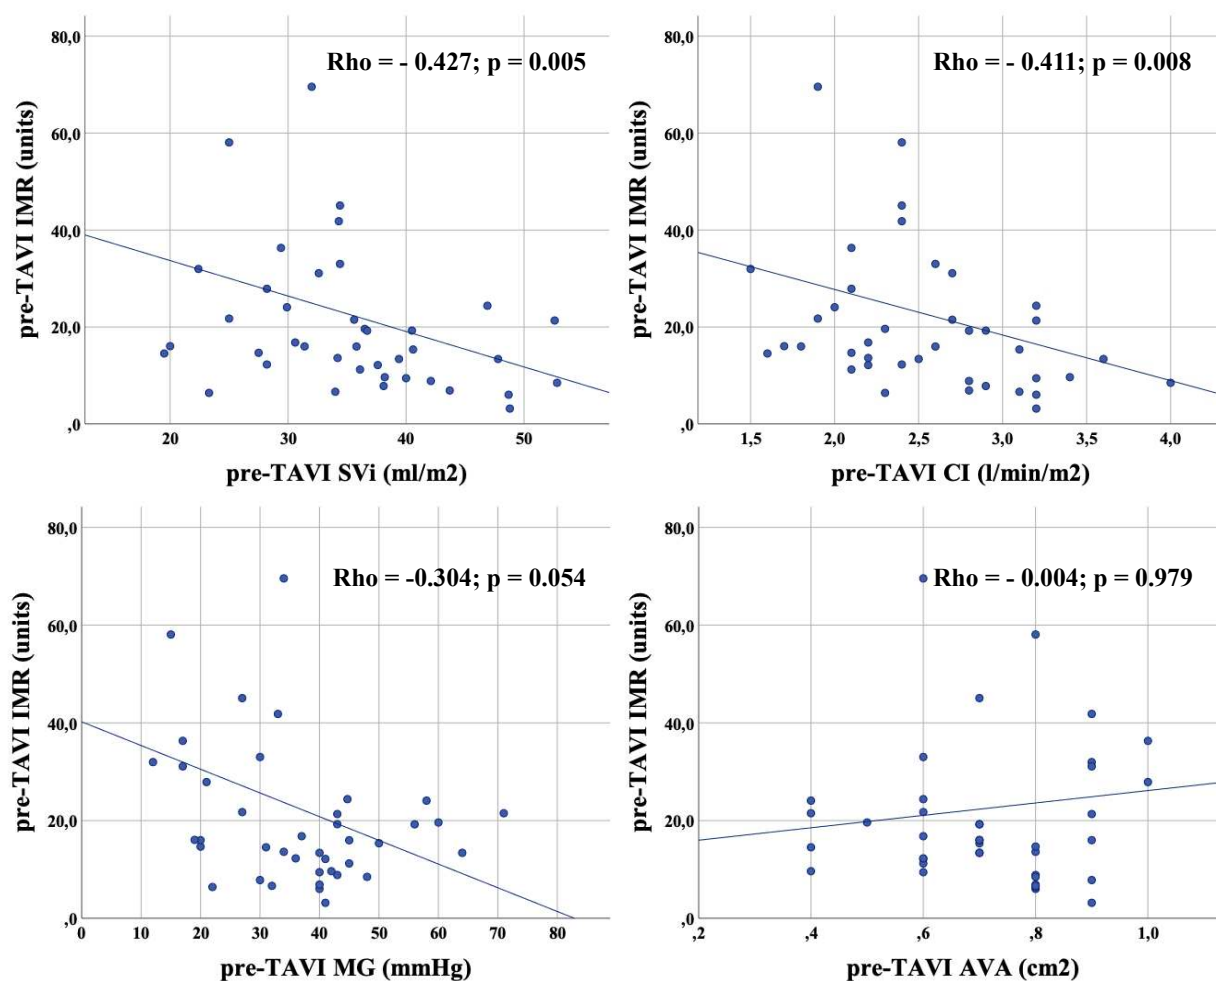 80,0
Rho = - 0.427; p = 0.005
60,0
40,0
20,0
,0
pre-TAVI IMR (units)
20 30 40 50
pre-TAVI SVi (ml/m2)
80,0
Rho = - 0.411; p = 0.008
60,0
40,0
20,0
,0
pre-TAVI IMR (units)
1,5 2,0 2,5 3,0 3,5 4,0
pre-TAVI CI (l/min/m2)
80,0
Rho = -0.304; p = 0.054
60,0
40,0
20,0
,0
pre-TAVI IMR (units)
0 10 20 30 40 50 60 70 80
pre-TAVI MG (mmHg)
80,0
Rho = - 0.004; p = 0.979
60,0
40,0
20,0
,0
pre-TAVI IMR (units)
,2 ,4 ,6 ,8 1,0
pre-TAVI AVA (cm2)